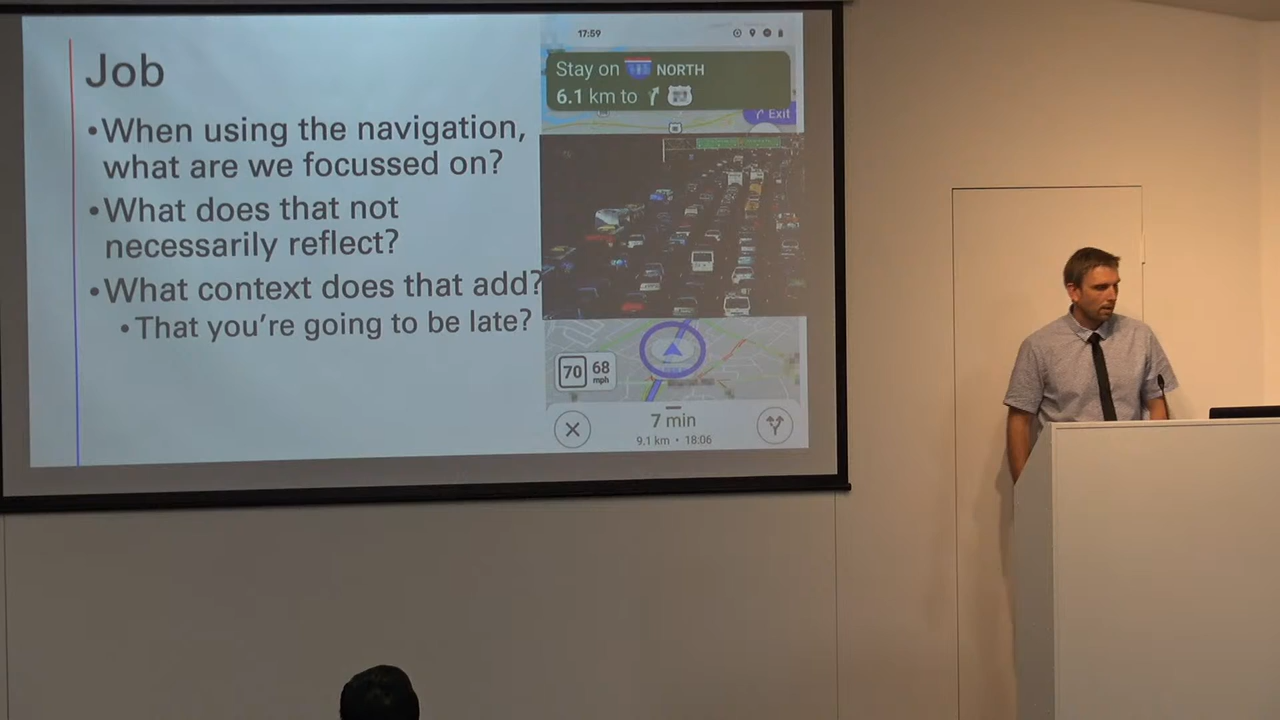 Job
•When using the navigation,
what are we focussed on?
•What does that not
necessarily reflect?
•What context does that add?
•That you're going to be late?
17:59
Stay on NORTH
6.1 km to
Exit
70 68
mph
7 min
9.1 km • 18:06